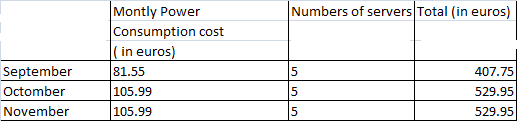 Montly Power Numbers of servers Total (in euros)
Consumption cost
( in euros)
September 81.55 5 407.75
Octomber 105.99 5 529.95
November 105.99 5 529.95